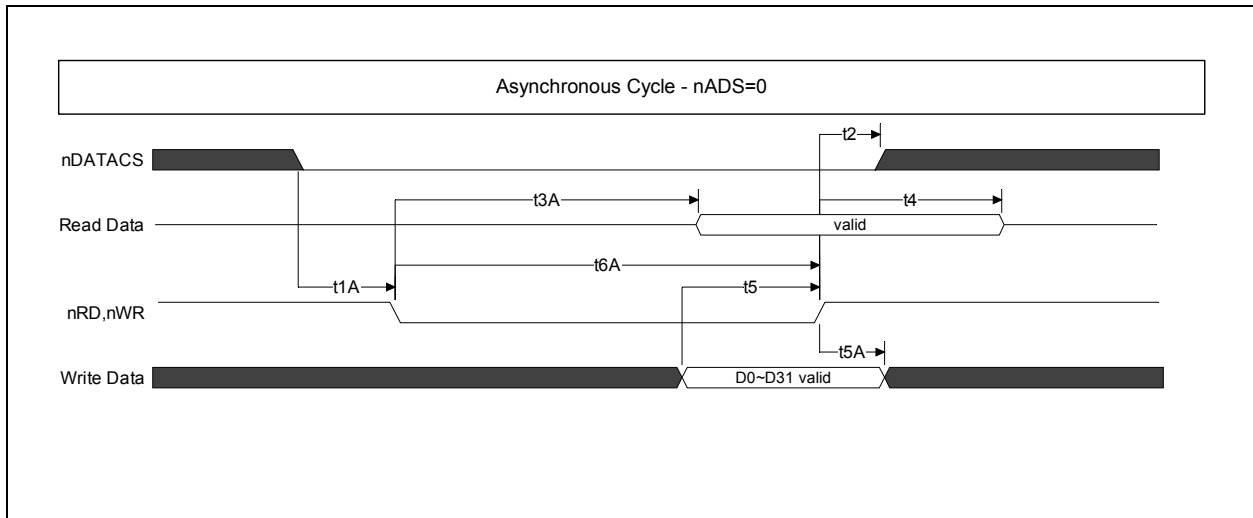 Asynchronous Cycle - nADS=0
t2
nDATACS
t3A
t4
Read Data
valid
t6A
t1A
t5
nRD,nWR
t5A
Write Data
D0~D31 valid